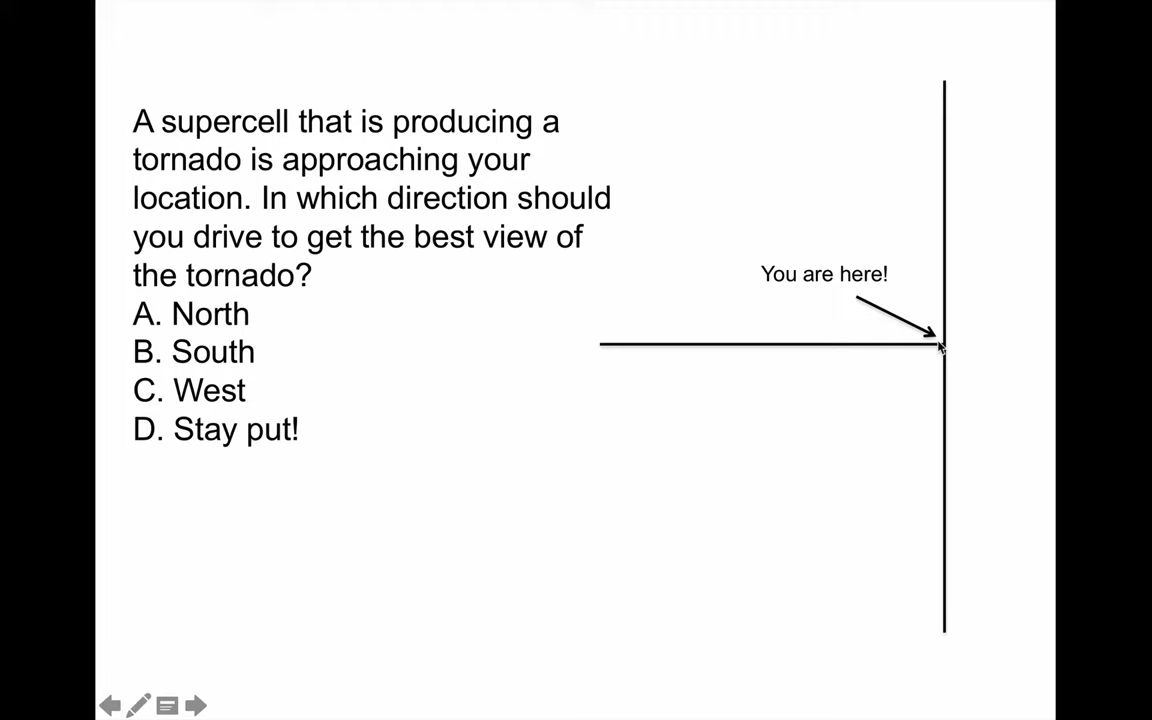 A supercell that is producing a
tornado is approaching your
location. In which direction should
you drive to get the best view of
the tornado?
A. North
B. South
C. West
D. Stay put!
You are here!